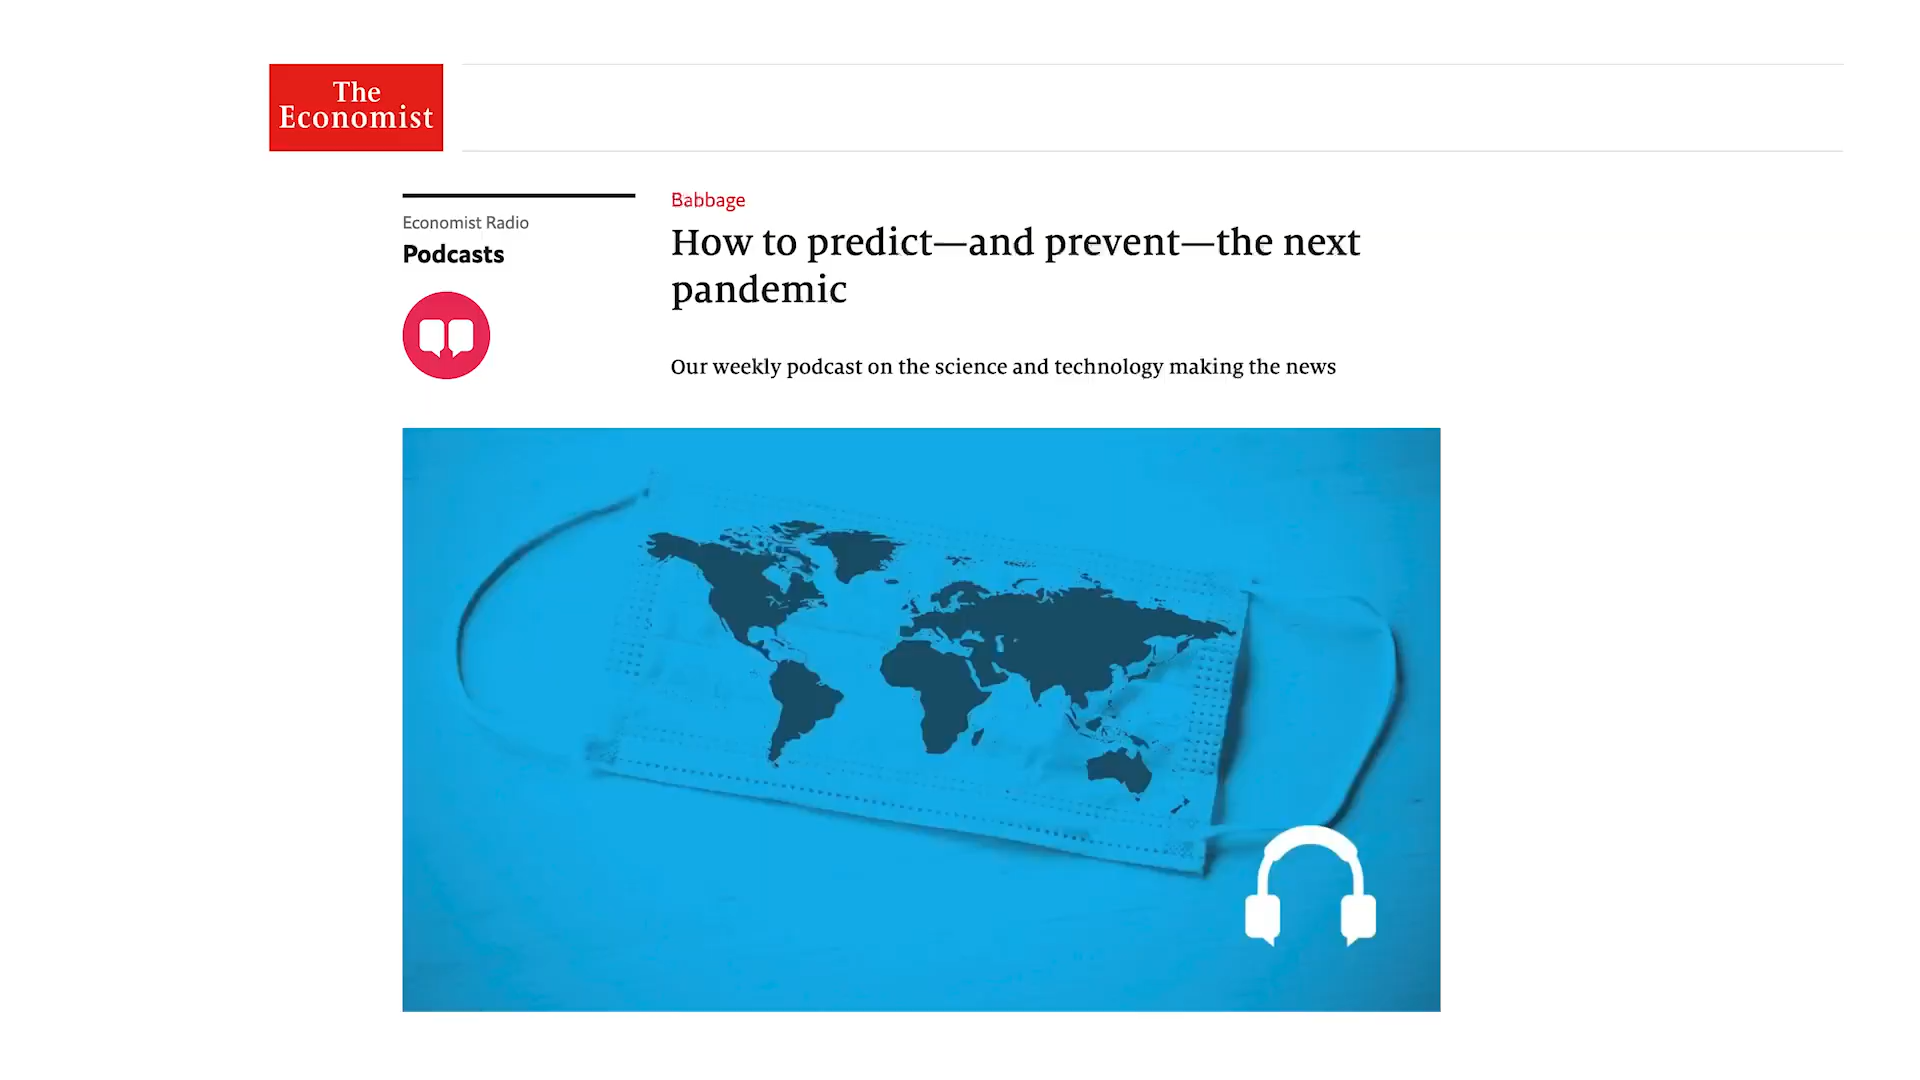 The
Economist
Economist Radio
Podcasts
Babbage
How to predict—and prevent—the next
pandemic
Our weekly podcast on the science and technology making the news